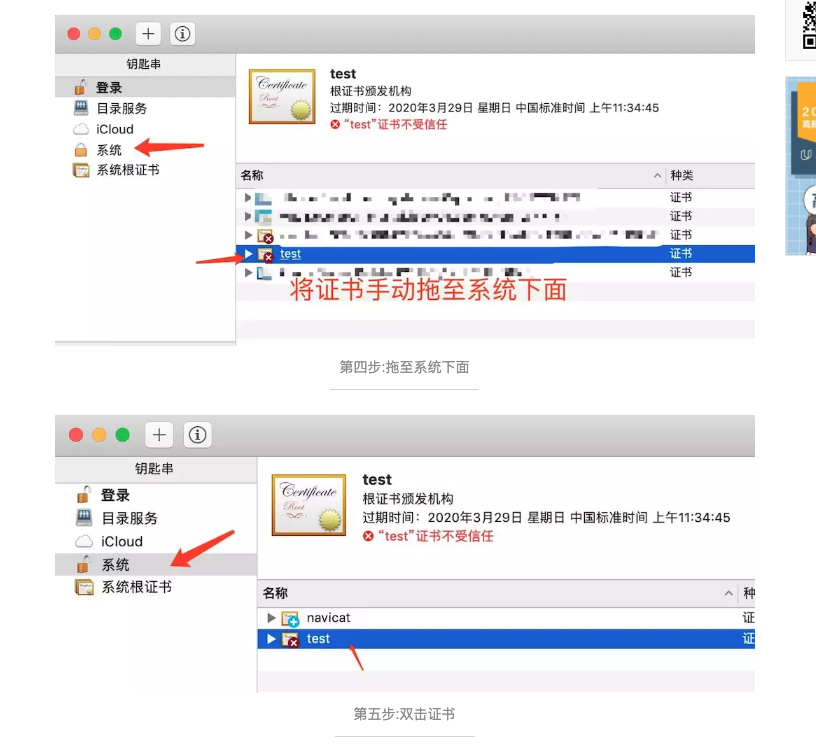 钥匙串
登录
目录服务
iCloud
系统
系统根证书
Certificate
Root
test
根证书颁发机构
过期时间：2020年3月29日 星期日 中国标准时间 上午11:34:45
“test”证书不受信任
名称 种类
证书
证书
证书
test 证书
证书
将证书手动拖至系统下面
第四步:拖至系统下面
钥匙串
登录
目录服务
iCloud
系统
系统根证书
Certificate
Root
test
根证书颁发机构
过期时间：2020年3月29日 星期日 中国标准时间 上午11:34:45
“test”证书不受信任
名称 种
navicat 证
test 证
第五步:双击证书